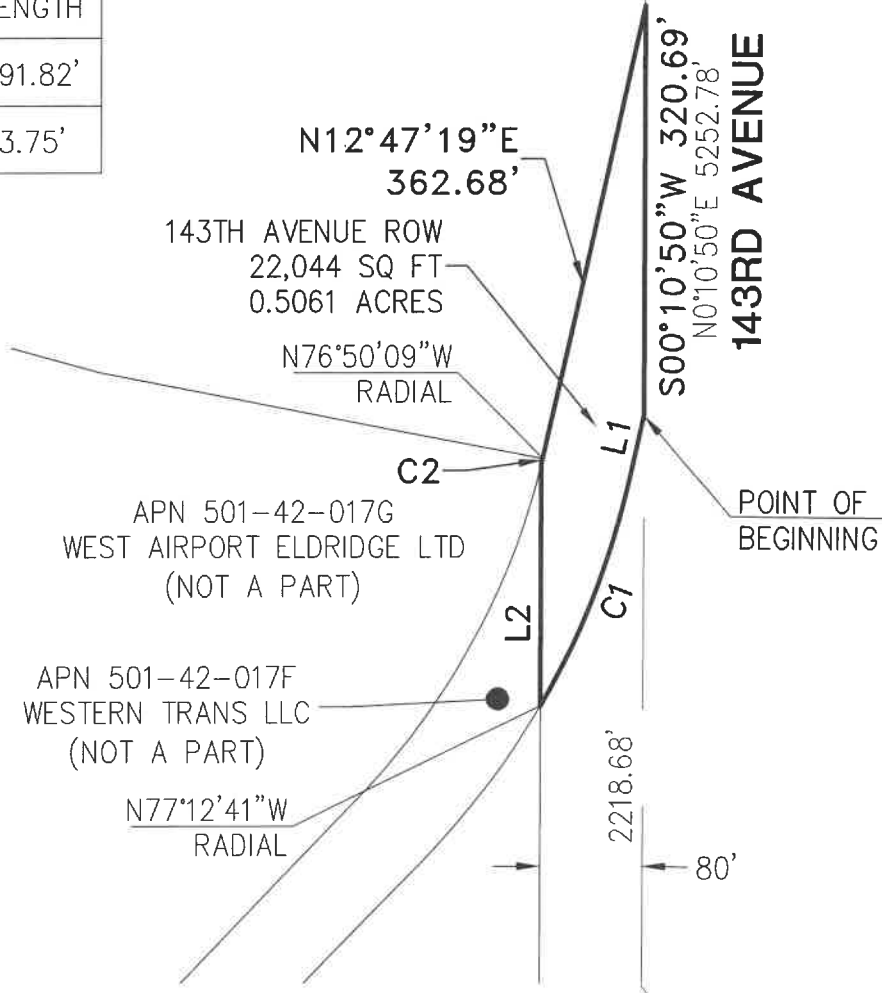 ENGTH
91.82'
3.75'
N12°47'19"E
362.68'
143TH AVENUE ROW
22,044 SQ FT
0.5061 ACRES
N76°50'09"W
RADIAL
C2
S00°10'50"W 320.69'
N0°10'50"E 5252.78'
143RD AVENUE
L1
POINT OF
BEGINNING
APN 501-42-017G
WEST AIRPORT ELDRIDGE LTD
(NOT A PART)
L2
C1
APN 501-42-017F
WESTERN TRANS LLC
(NOT A PART)
N77°12'41"W
RADIAL
2218.68'
80'